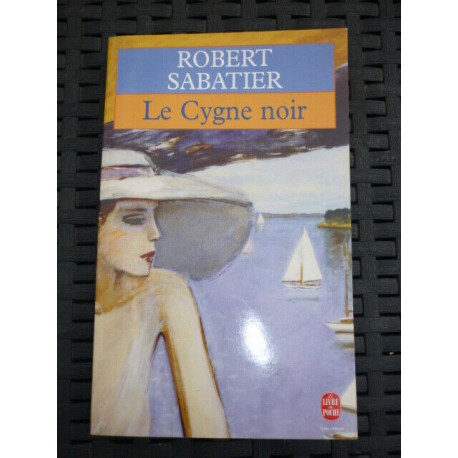 ROBERT
SABATIER
Le Cygne noir
LE
LIVRE
DE
POCHE